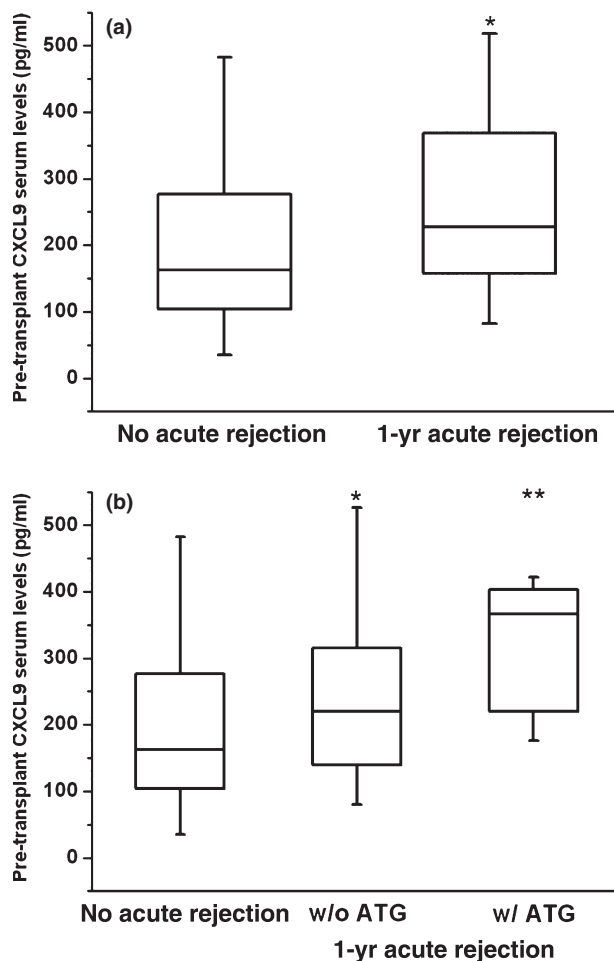 (a)
*
Pre-transplant CXCL9 serum levels (pg/ml)
500
400
300
200
100
0
No acute rejection 1-yr acute rejection
(b)
* **
Pre-transplant CXCL9 serum levels (pg/ml)
500
400
300
200
100
0
No acute rejection w/o ATG w/ ATG
1-yr acute rejection